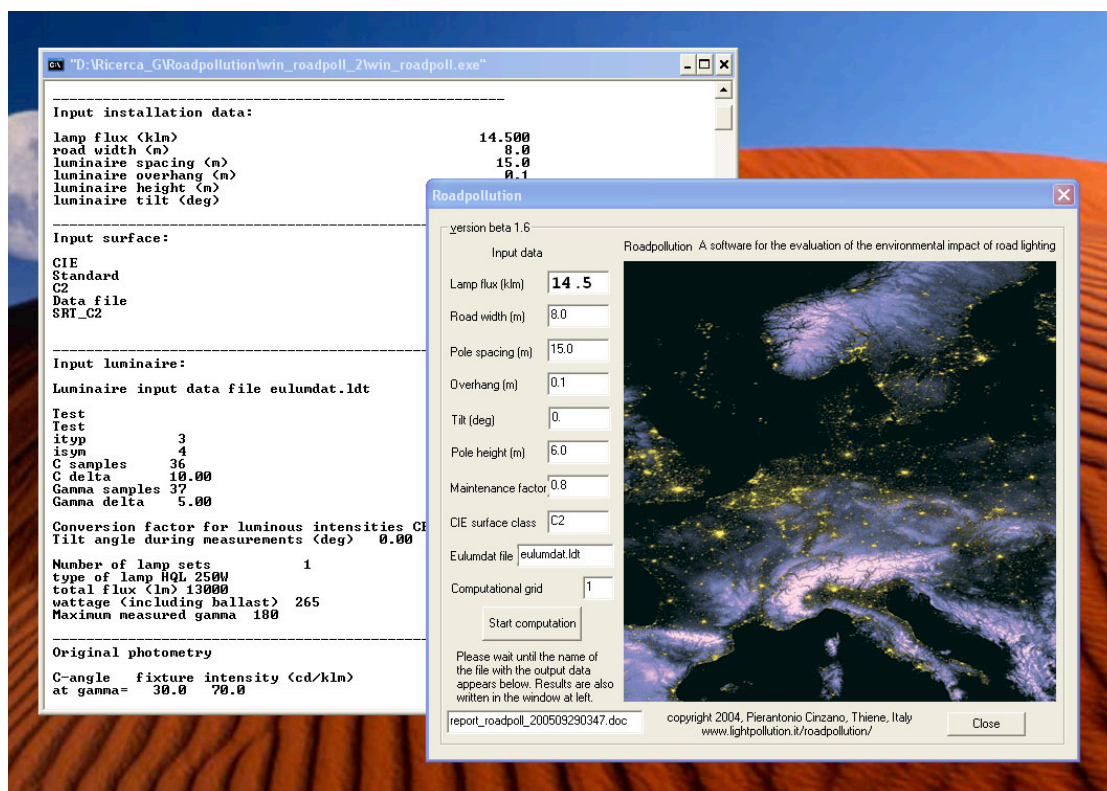 "D:\Ricerca_G\Roadpollution\win_roadpoll_2\win_roadpoll.exe"
Input installation data:
lamp flux (klm) 14.500
road width (m) 8.0
luminaire spacing (m) 15.0
luminaire overhang (m) 0.1
luminaire height (m)
luminaire tilt (deg)
Input surface:
CIE
Standard
C2
Data file
SRT_C2
Input luminaire:
Luminaire input data file eulumdat.ldt
Test
Test
ityp 3
isym 4
C samples 36
C delta 10.00
Gamma samples 37
Gamma delta 5.00
Conversion factor for luminous intensities
Tilt angle during measurements (deg) 0.00
Number of lamp sets 1
type of lamp HQL 250W
total flux (lm) 13000
wattage (including ballast) 265
Maximum measured gamma 180
Original photometry
C-angle fixture intensity (cd/klm)
at gamma= 30.0 70.0
Roadpollution
version beta 1.6
Input data
Lamp flux (klm) 14.5
Road width (m) 8.0
Pole spacing (m) 15.0
Overhang (m) 0.1
Tilt (deg) 0.
Pole height (m) 6.0
Maintenance factor 0.8
CIE surface class C2
Eulumdat file eulumdat.ldt
Computational grid 1
Start computation
Please wait until the name of
the file with the output data
appears below. Results are also
written in the window at left.
report_roadpoll_200509290347.doc
Roadpollution A software for the evaluation of the environmental impact of road lighting
copyright 2004, Pierantonio Cinzano, Thiene, Italy
www.lightpollution.it/roadpollution/
Close